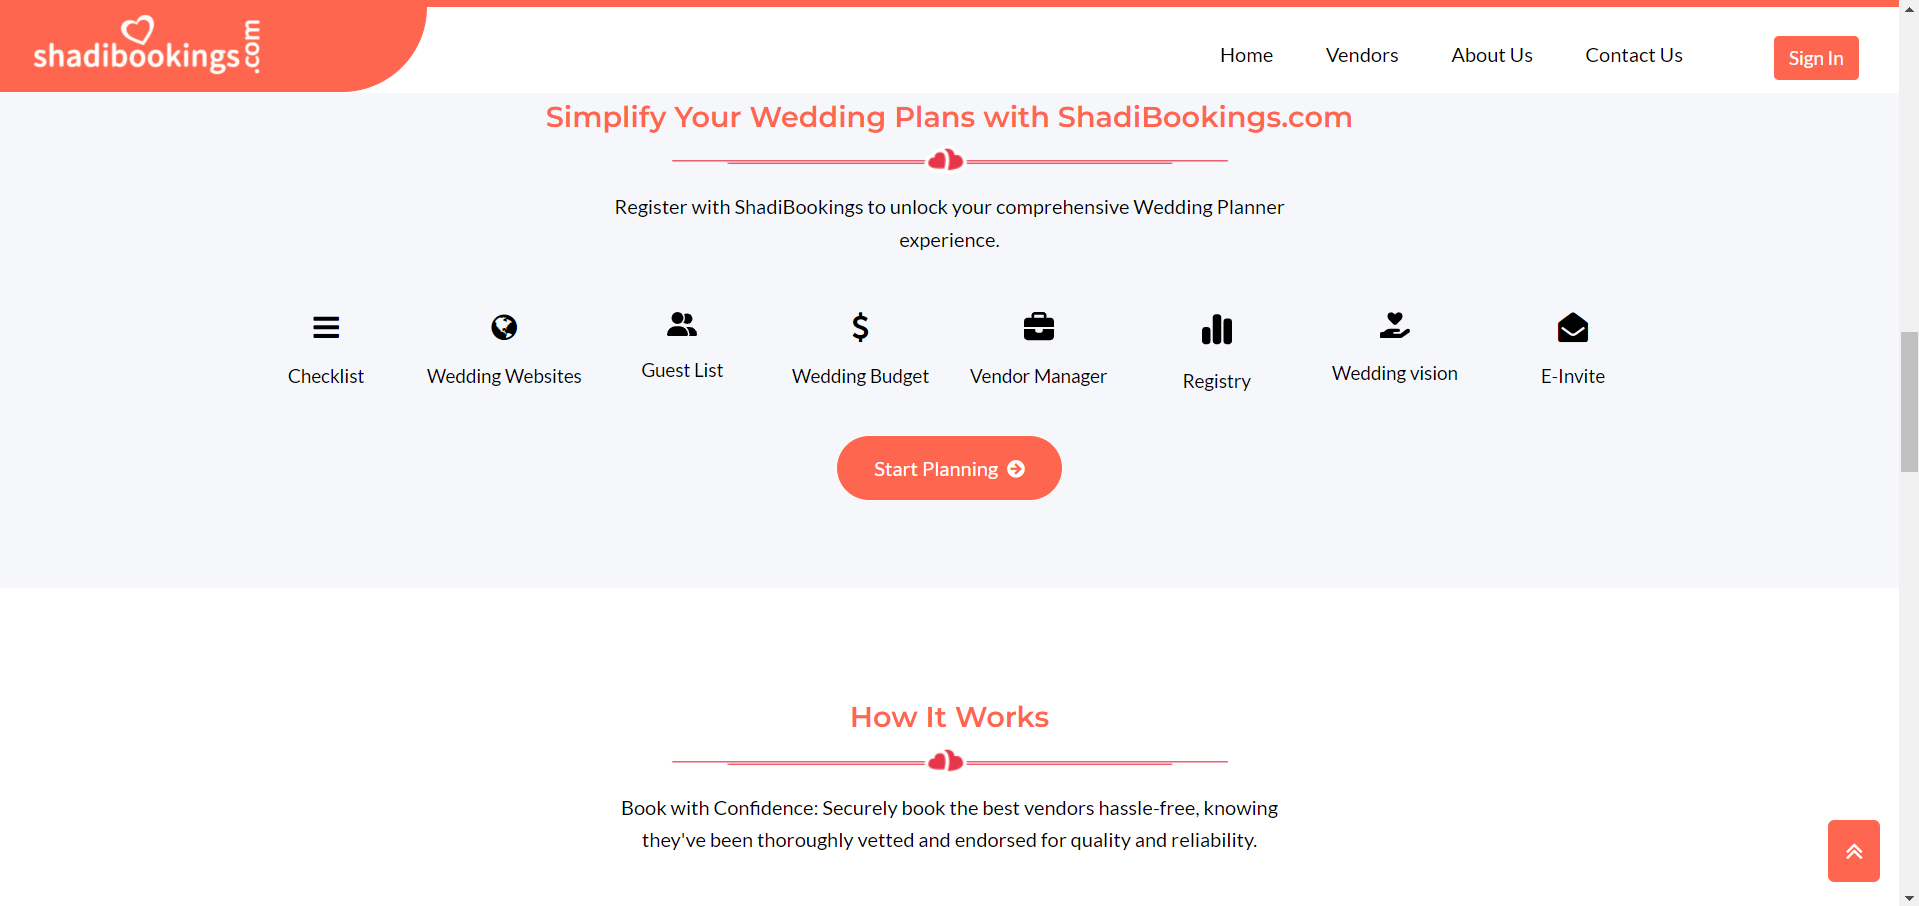 shadibookings.com
Home
Vendors
About Us
Contact Us
Sign In
Simplify Your Wedding Plans with ShadiBookings.com
Register with ShadiBookings to unlock your comprehensive Wedding Planner
experience.
Checklist
Wedding Websites
Guest List
Wedding Budget
Vendor Manager
Registry
Wedding vision
E-Invite
Start Planning
How It Works
Book with Confidence: Securely book the best vendors hassle-free, knowing
they've been thoroughly vetted and endorsed for quality and reliability.